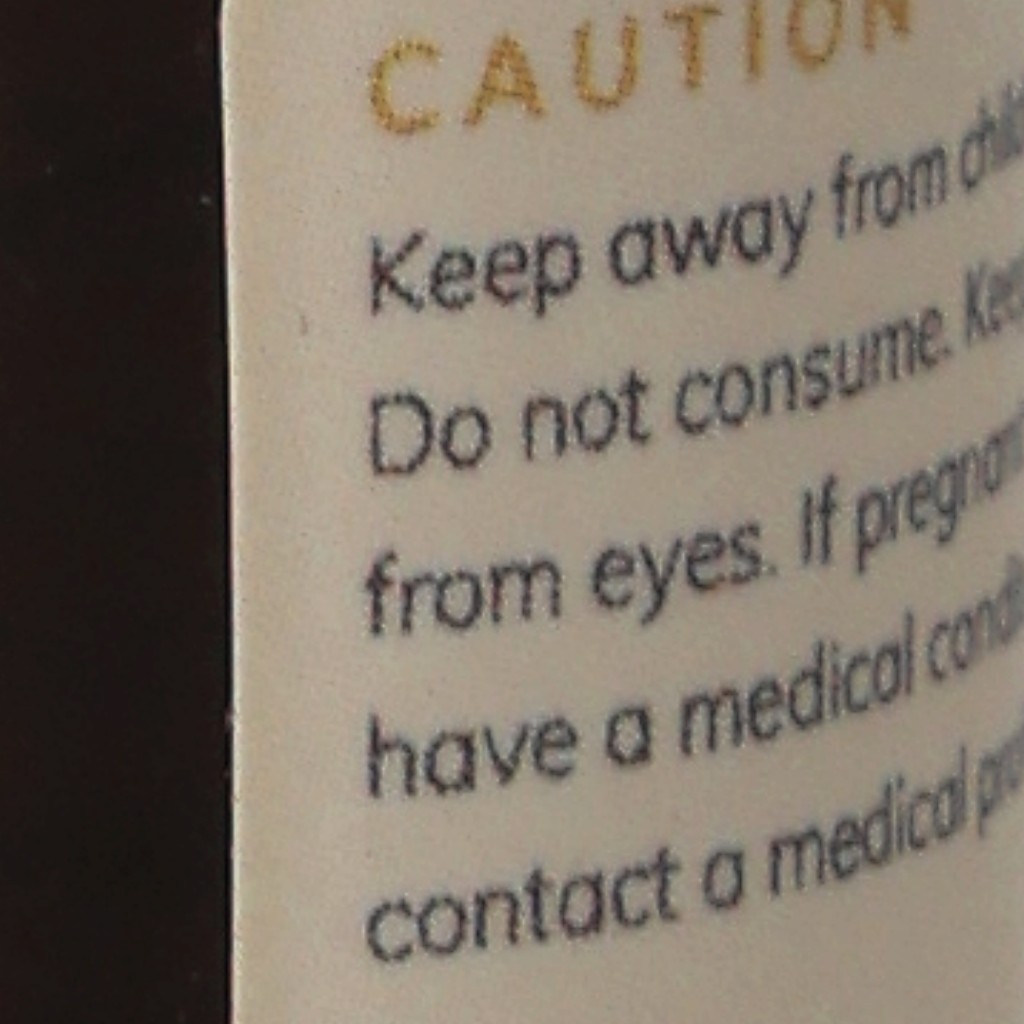 CAUTION
Keep away from
Do not consume.
from eyes. If
have a medical
contact a medical